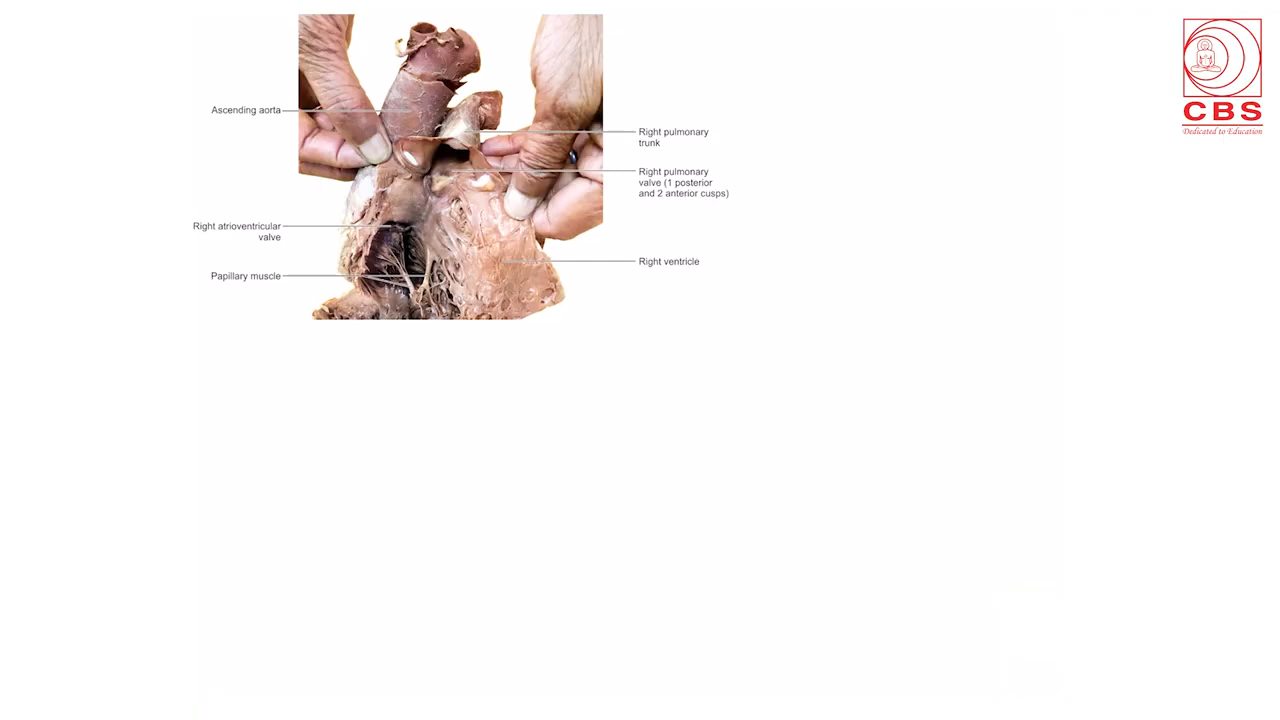 Ascending aorta
Right pulmonary
trunk
Right pulmonary
valve (1 posterior
and 2 anterior cusps)
Right atrioventricular
valve
Right ventricle
Papillary muscle
CBS
Dedicated to Education